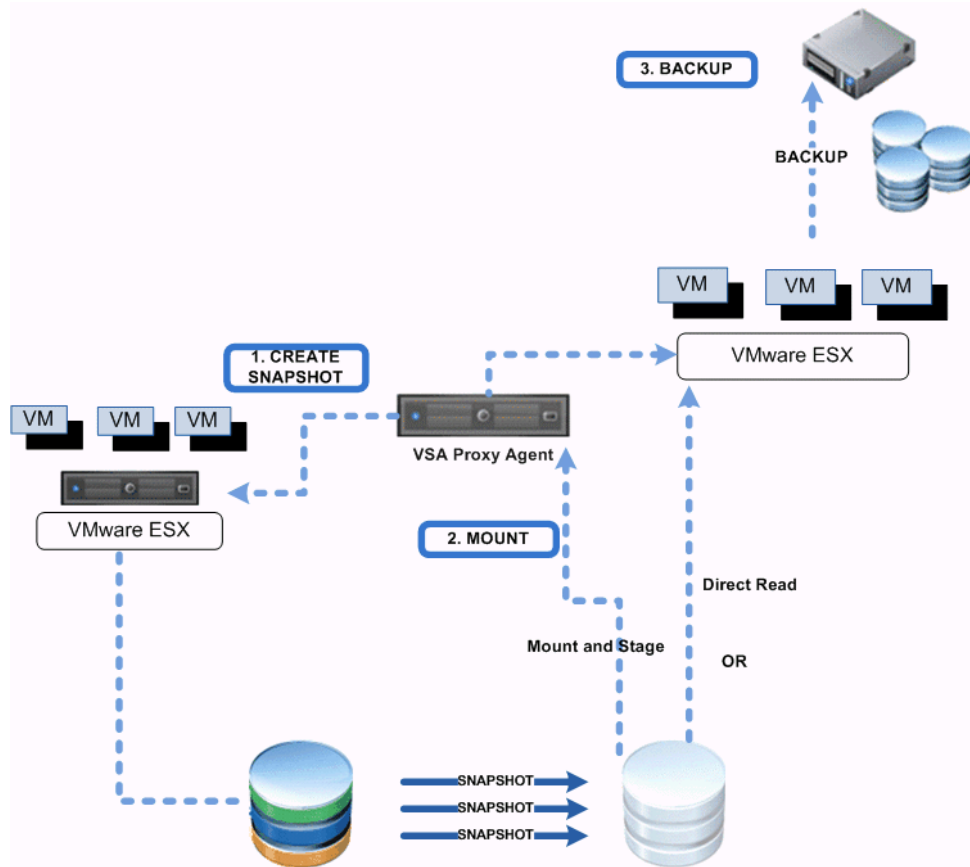 3. BACKUP
BACKUP
VM
VM
VM
VMware ESX
1. CREATE
SNAPSHOT
VM
VM
VM
VSA Proxy Agent
VMware ESX
2. MOUNT
Direct Read
Mount and Stage
OR
SNAPSHOT
SNAPSHOT
SNAPSHOT